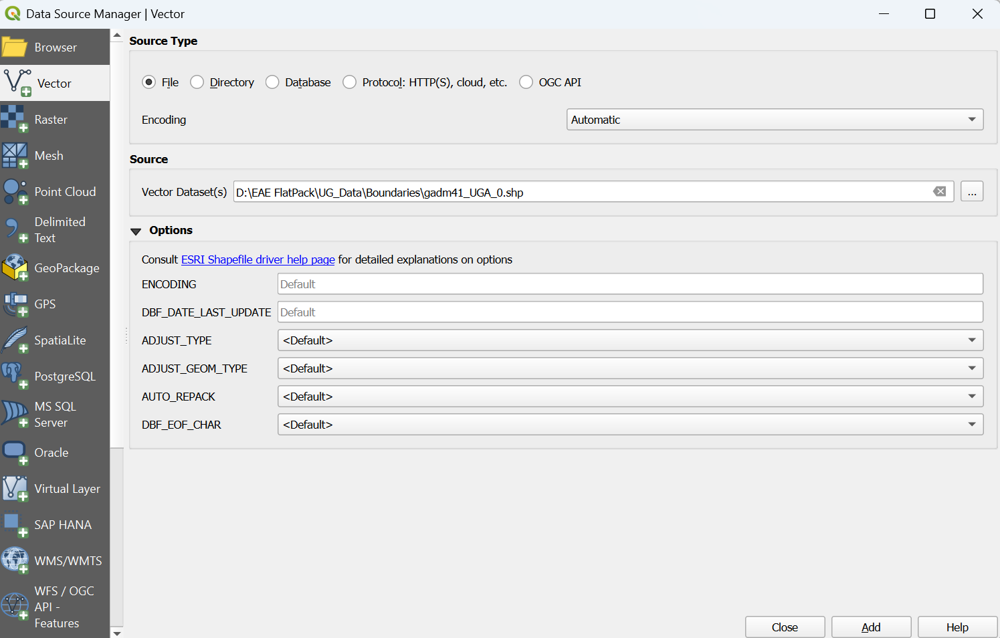 Data Source Manager | Vector
Browser
Vector
Raster
Mesh
Point Cloud
Delimited
Text
GeoPackage
GPS
SpatiaLite
PostgreSQL
MS SQL
Server
Oracle
Virtual Layer
SAP HANA
WMS/WMTS
WFS / OGC
API -
Features
Source Type
File Directory Database Protocol: HTTP(S), cloud, etc. OGC API
Encoding Automatic
Source
Vector Dataset(s) D:\EAE FlatPack\UG_Data\Boundaries\gadm41_UGA_0.shp ...
Options
Consult ESRI Shapefile driver help page for detailed explanations on options
ENCODING Default
DBF_DATE_LAST_UPDATE Default
ADJUST_TYPE <Default>
ADJUST_GEOM_TYPE <Default>
AUTO_REPACK <Default>
DBF_EOF_CHAR <Default>
Close Add Help